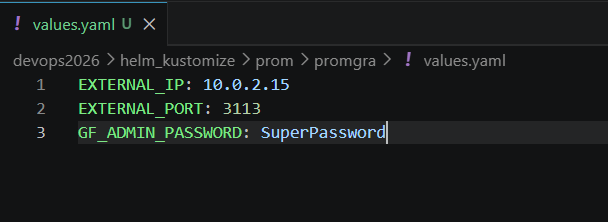 ! values.yaml U ×
devops2026 > helm_kustomize > prom > promgra > ! values.yaml
1 EXTERNAL_IP: 10.0.2.15
2 EXTERNAL_PORT: 3113
3 GF_ADMIN_PASSWORD: SuperPassword